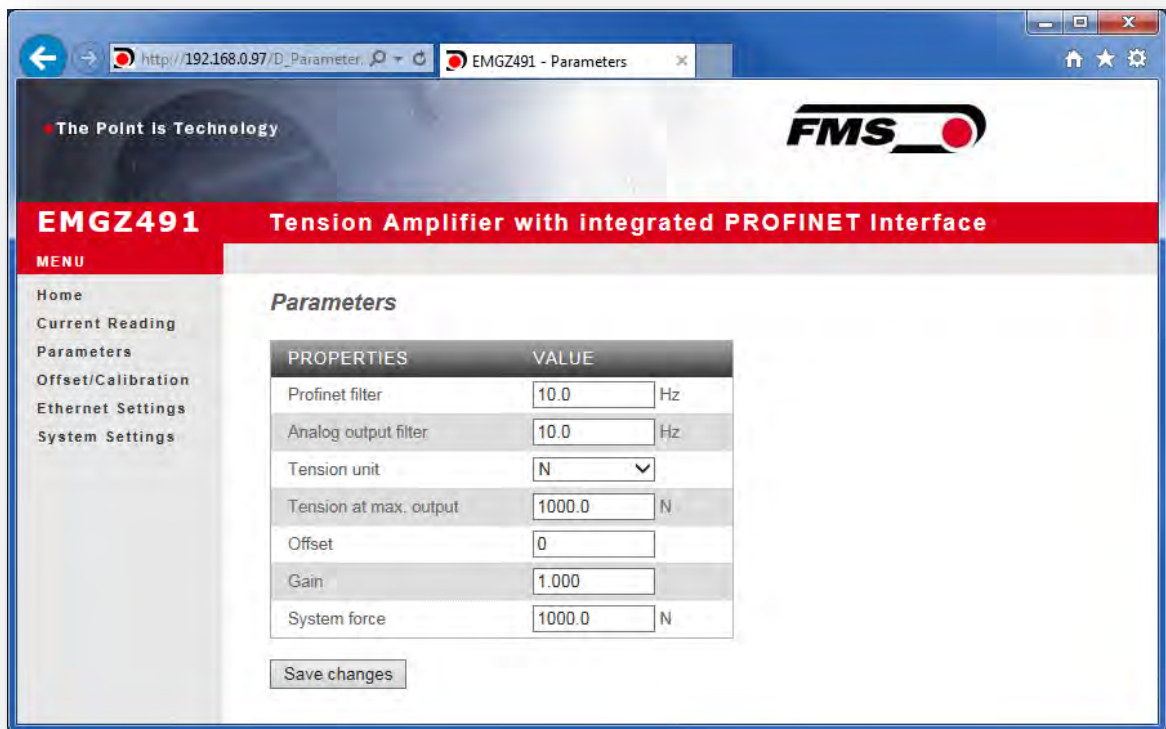 http://192.168.0.97/D_Parameter.
EMGZ491 - Parameters
The Point is Technology
FMS
EMGZ491 Tension Amplifier with integrated PROFINET Interface
MENU
Home
Current Reading
Parameters
Offset/Calibration
Ethernet Settings
System Settings
Parameters
PROPERTIES VALUE
Profinet filter 10.0 Hz
Analog output filter 10.0 Hz
Tension unit N
Tension at max. output 1000.0 N
Offset 0
Gain 1.000
System force 1000.0 N
Save changes